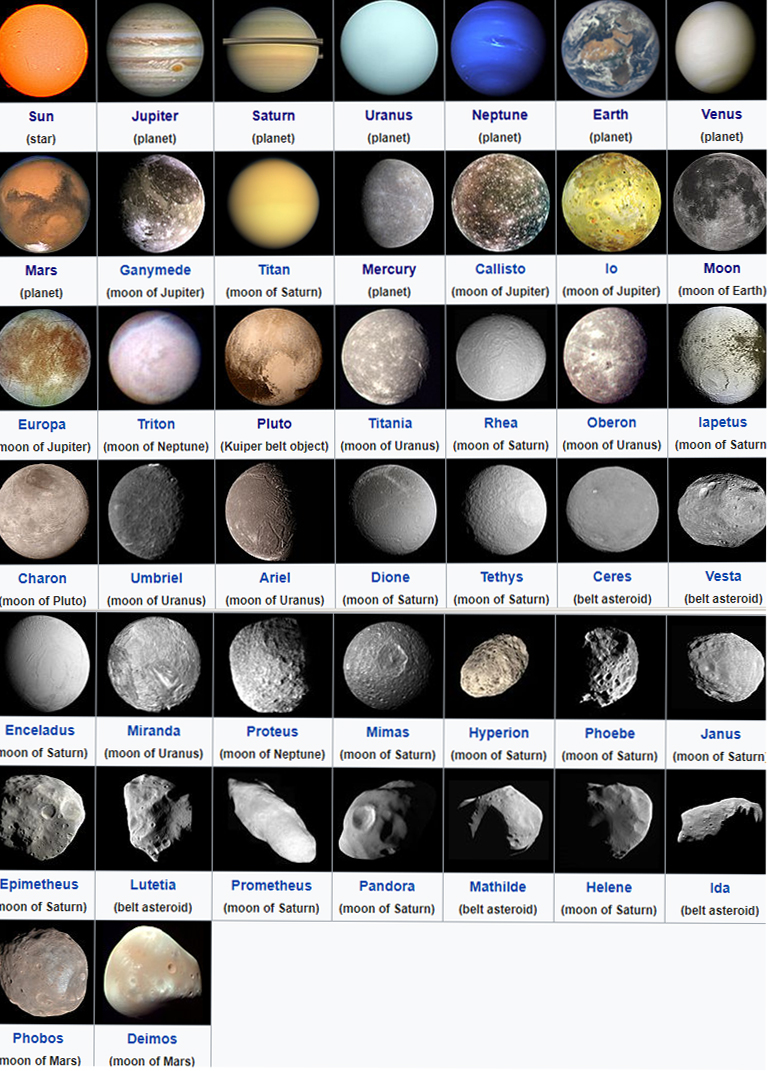 Sun Jupiter Saturn Uranus Neptune Earth Venus
(star) (planet) (planet) (planet) (planet) (planet) (planet)
Mars Ganymede Titan Mercury Callisto Io Moon
(planet) (moon of Jupiter) (moon of Saturn) (planet) (moon of Jupiter) (moon of Jupiter) (moon of Earth)
Europa Triton Pluto Titania Rhea Oberon Iapetus
moon of Jupiter) (moon of Neptune) (Kuiper belt object) (moon of Uranus) (moon of Saturn) (moon of Uranus) (moon of Saturn
Charon Umbriel Ariel Dione Tethys Ceres Vesta
(moon of Pluto) (moon of Uranus) (moon of Uranus) (moon of Saturn) (moon of Saturn) (belt asteroid) (belt asteroid)
Enceladus Miranda Proteus Mimas Hyperion Phoebe Janus
moon of Saturn) (moon of Uranus) (moon of Neptune) (moon of Saturn) (moon of Saturn) (moon of Saturn) (moon of Saturn)
Epimetheus Lutetia Prometheus Pandora Mathilde Helene Ida
moon of Saturn) (belt asteroid) (moon of Saturn) (moon of Saturn) (belt asteroid) (moon of Saturn) (belt asteroid)
Phobos Deimos
moon of Mars) (moon of Mars)